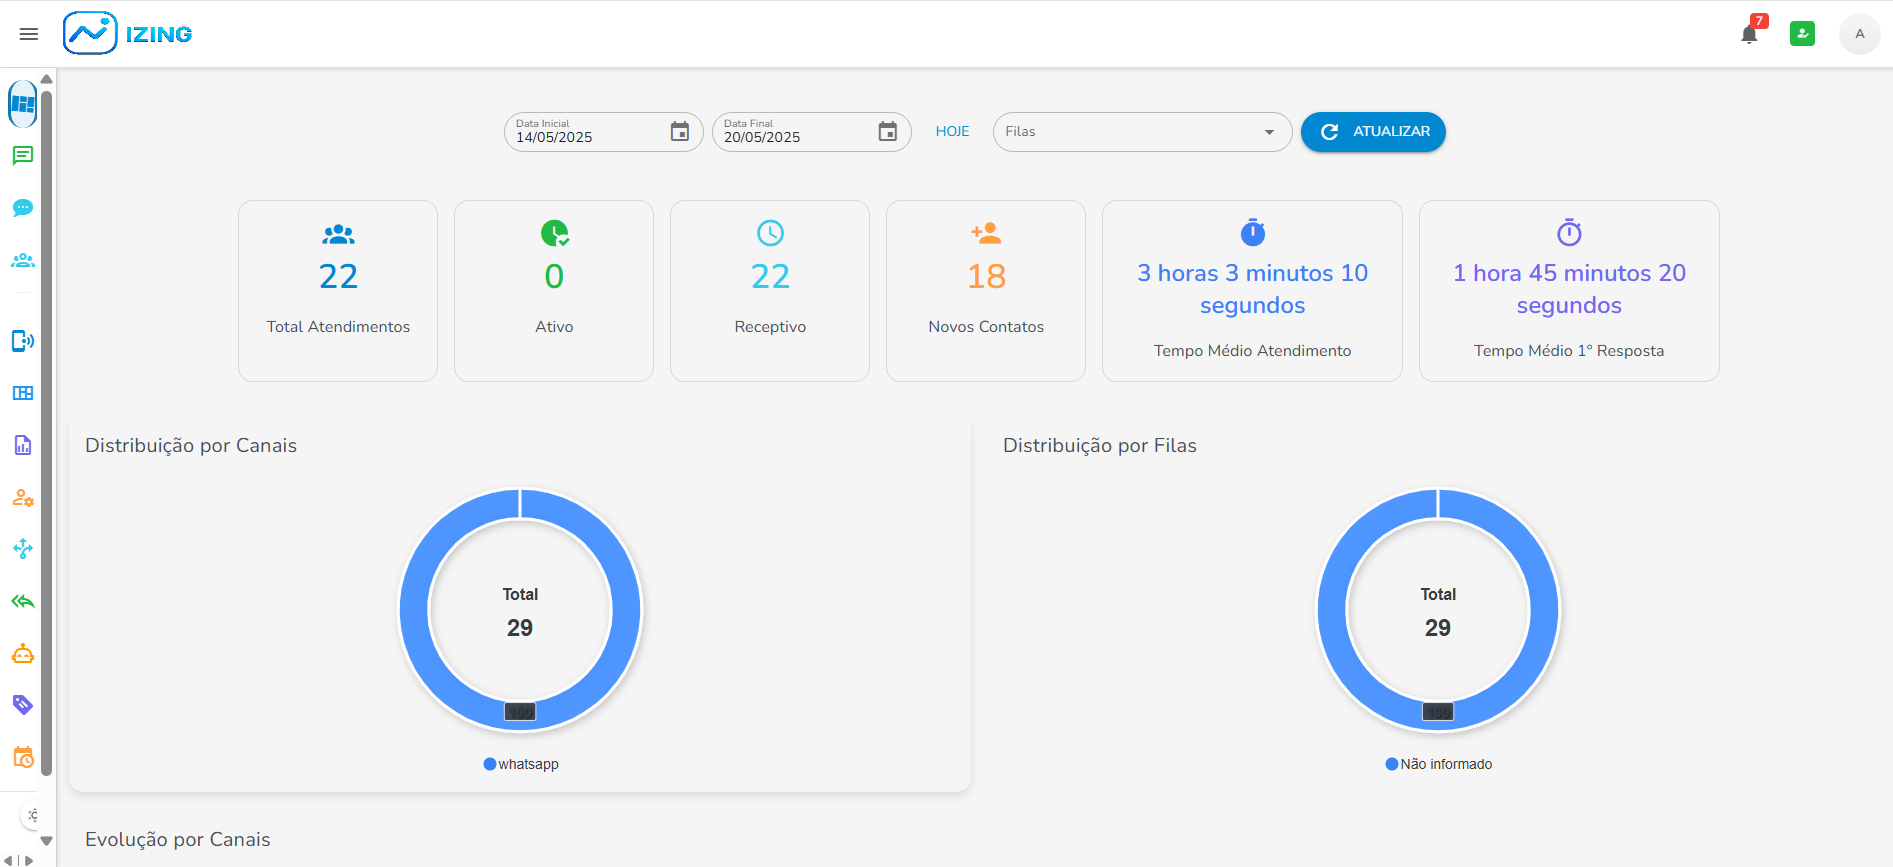 IZING
7
A
Data Inicial
14/05/2025
Data Final
20/05/2025
HOJE
Filas
ATUALIZAR
22
Total Atendimentos
0
Ativo
22
Receptivo
18
Novos Contatos
3 horas 3 minutos 10
segundos
Tempo Médio Atendimento
1 hora 45 minutos 20
segundos
Tempo Médio 1º Resposta
Distribuição por Canais
Total
29
100
whatsapp
Distribuição por Filas
Total
29
100
Não informado
Evolução por Canais